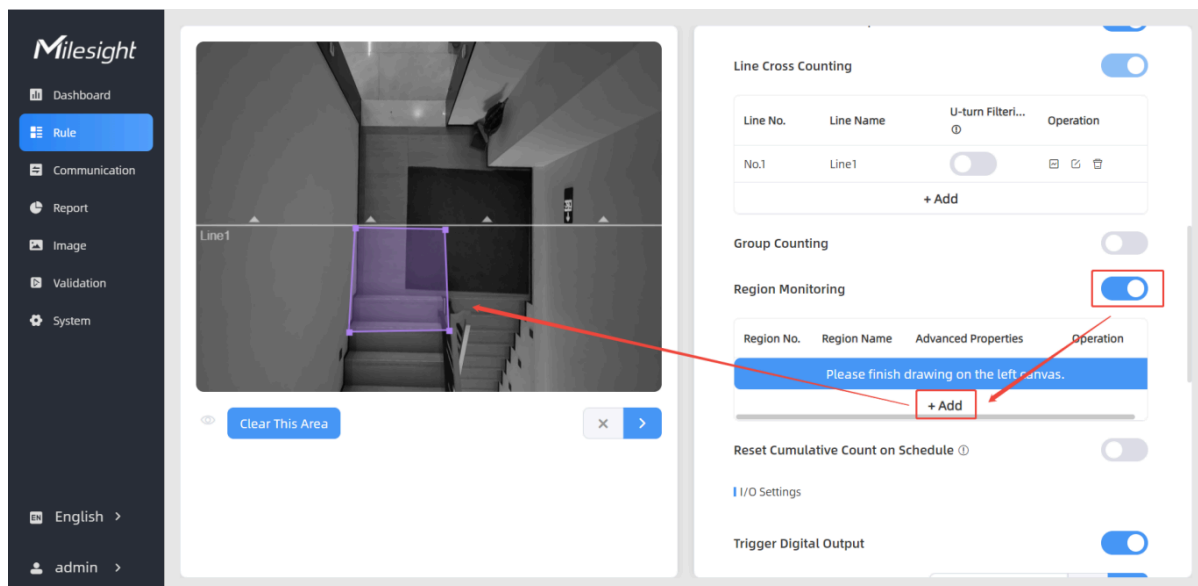 Milesight
Dashboard
Rule
Communication
Report
Image
Validation
System
EN English >
admin >
Line1
Clear This Area
Line Cross Counting
Line No. Line Name U-turn Filteri... Operation
No.1 Line1
+ Add
Group Counting
Region Monitoring
Region No. Region Name Advanced Properties Operation
Please finish drawing on the left canvas.
+ Add
Reset Cumulative Count on Schedule
I/O Settings
Trigger Digital Output